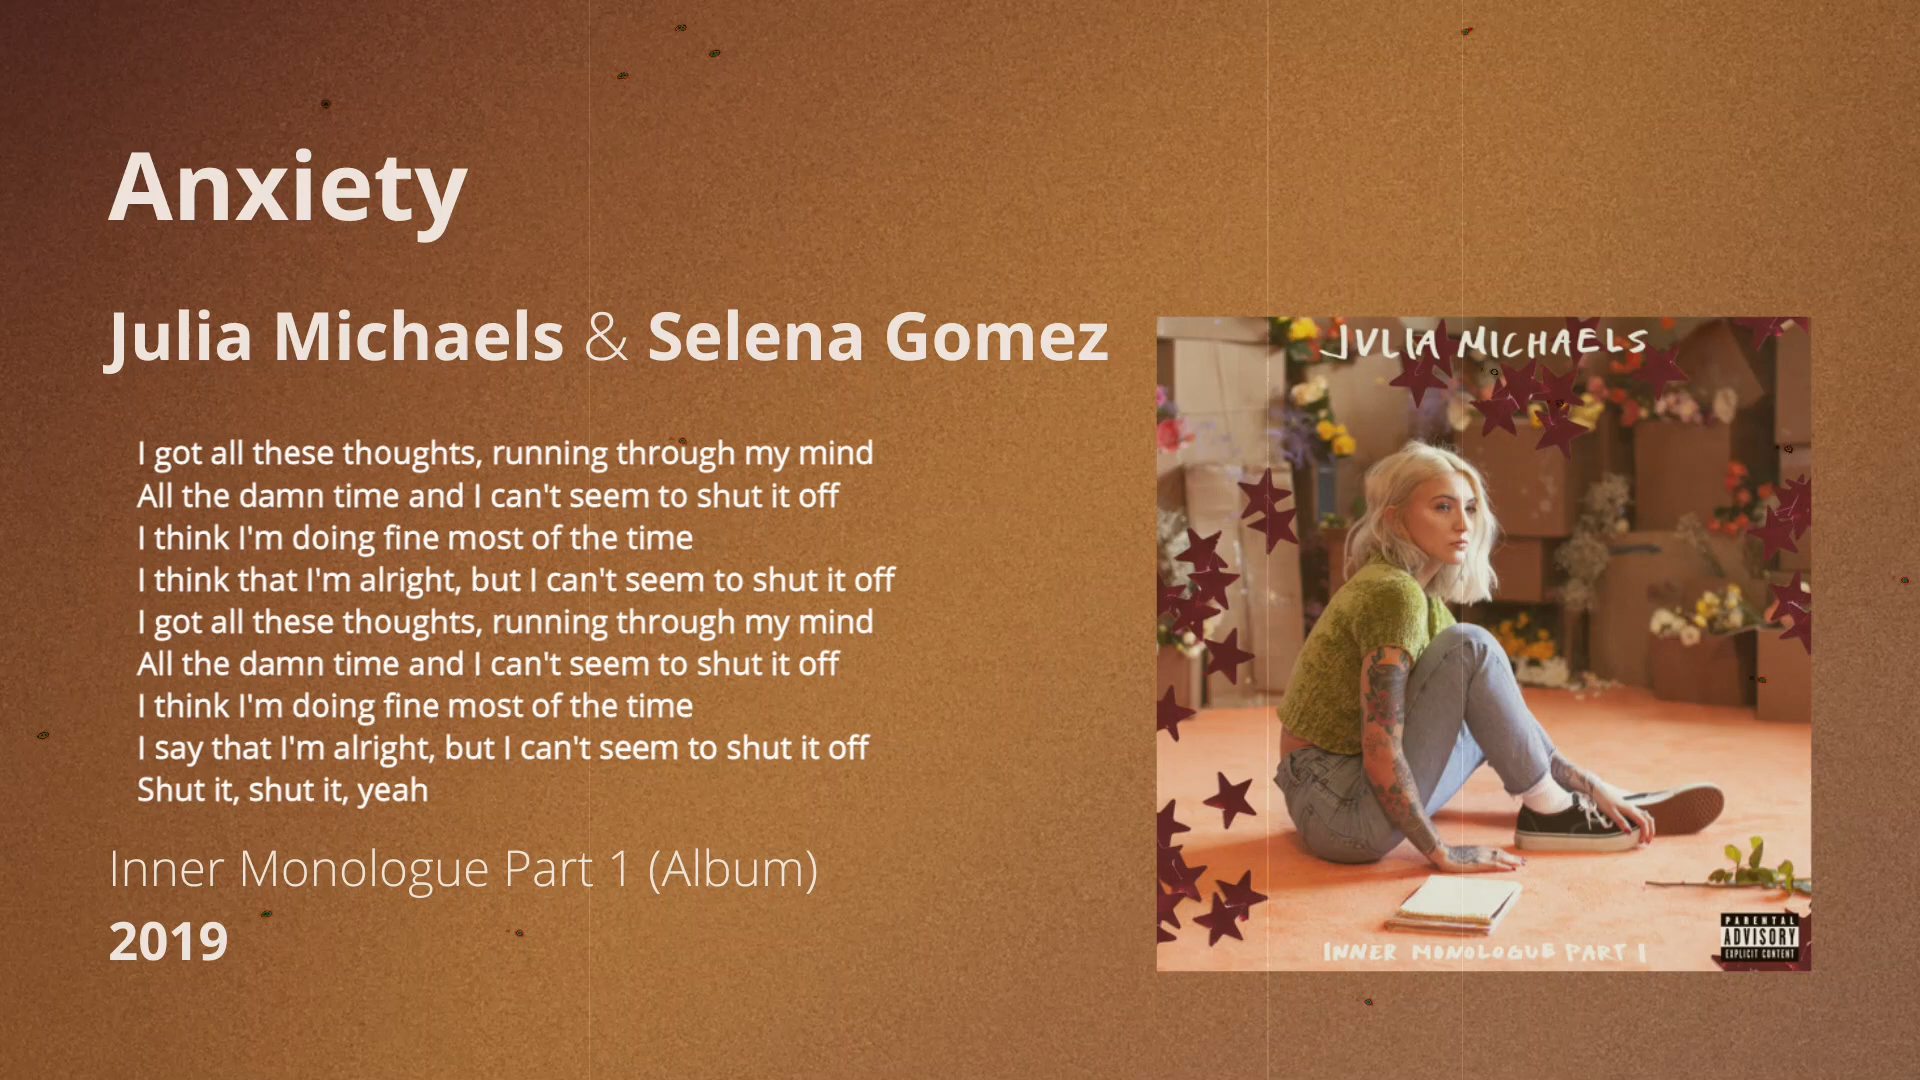 Anxiety
Julia Michaels & Selena Gomez
I got all these thoughts, running through my mind
All the damn time and I can't seem to shut it off
I think I'm doing fine most of the time
I think that I'm alright, but I can't seem to shut it off
I got all these thoughts, running through my mind
All the damn time and I can't seem to shut it off
I think I'm doing fine most of the time
I say that I'm alright, but I can't seem to shut it off
Shut it, shut it, yeah
Inner Monologue Part 1 (Album)
2019
JULIA MICHAELS
INNER MONOLOGUE PART 1
PARENTAL
ADVISORY
EXPLICIT CONTENT